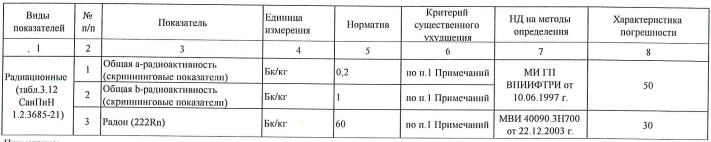 Виды показателей | № п/п | Показатель | Единица измерения | Норматив | Критерий существенного ухудшения | НД на методы определения | Характеристика погрешности
1 | 2 | 3 | 4 | 5 | 6 | 7 | 8
Радиационные (табл.3.12 СанПиН 1.2.3685-21) | 1 | Общая a-радиоактивность (скрининговые показатели) | Бк/кг | 0,2 | по п.1 Примечаний | МИ ГП ВНИИФТРИ от 10.06.1997 г. | 50
2 | Общая b-радиоактивность (скрининговые показатели) | Бк/кг | 1 | по п.1 Примечаний
3 | Радон (222Rn) | Бк/кг | 60 | по п.1 Примечаний | МВИ 40090.3Н700 от 22.12.2003 г. | 30